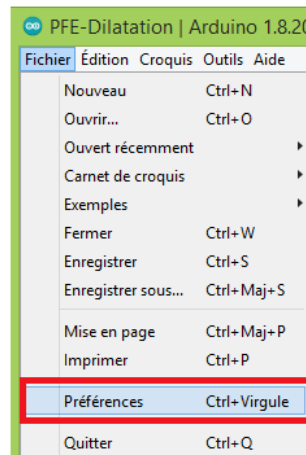 PFE-Dilatation | Arduino 1.8.20
Fichier Édition Croquis Outils Aide
Nouveau Ctrl+N
Ouvrir... Ctrl+O
Ouvert récemment
Carnet de croquis
Exemples
Fermer Ctrl+W
Enregistrer Ctrl+S
Enregistrer sous... Ctrl+Maj+S
Mise en page Ctrl+Maj+P
Imprimer Ctrl+P
Préférences Ctrl+Virgule
Quitter Ctrl+Q